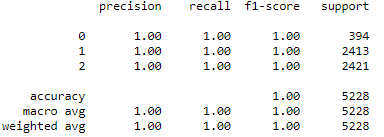 precision recall f1-score support
0 1.00 1.00 1.00 394
1 1.00 1.00 1.00 2413
2 1.00 1.00 1.00 2421
accuracy 1.00 5228
macro avg 1.00 1.00 1.00 5228
weighted avg 1.00 1.00 1.00 5228